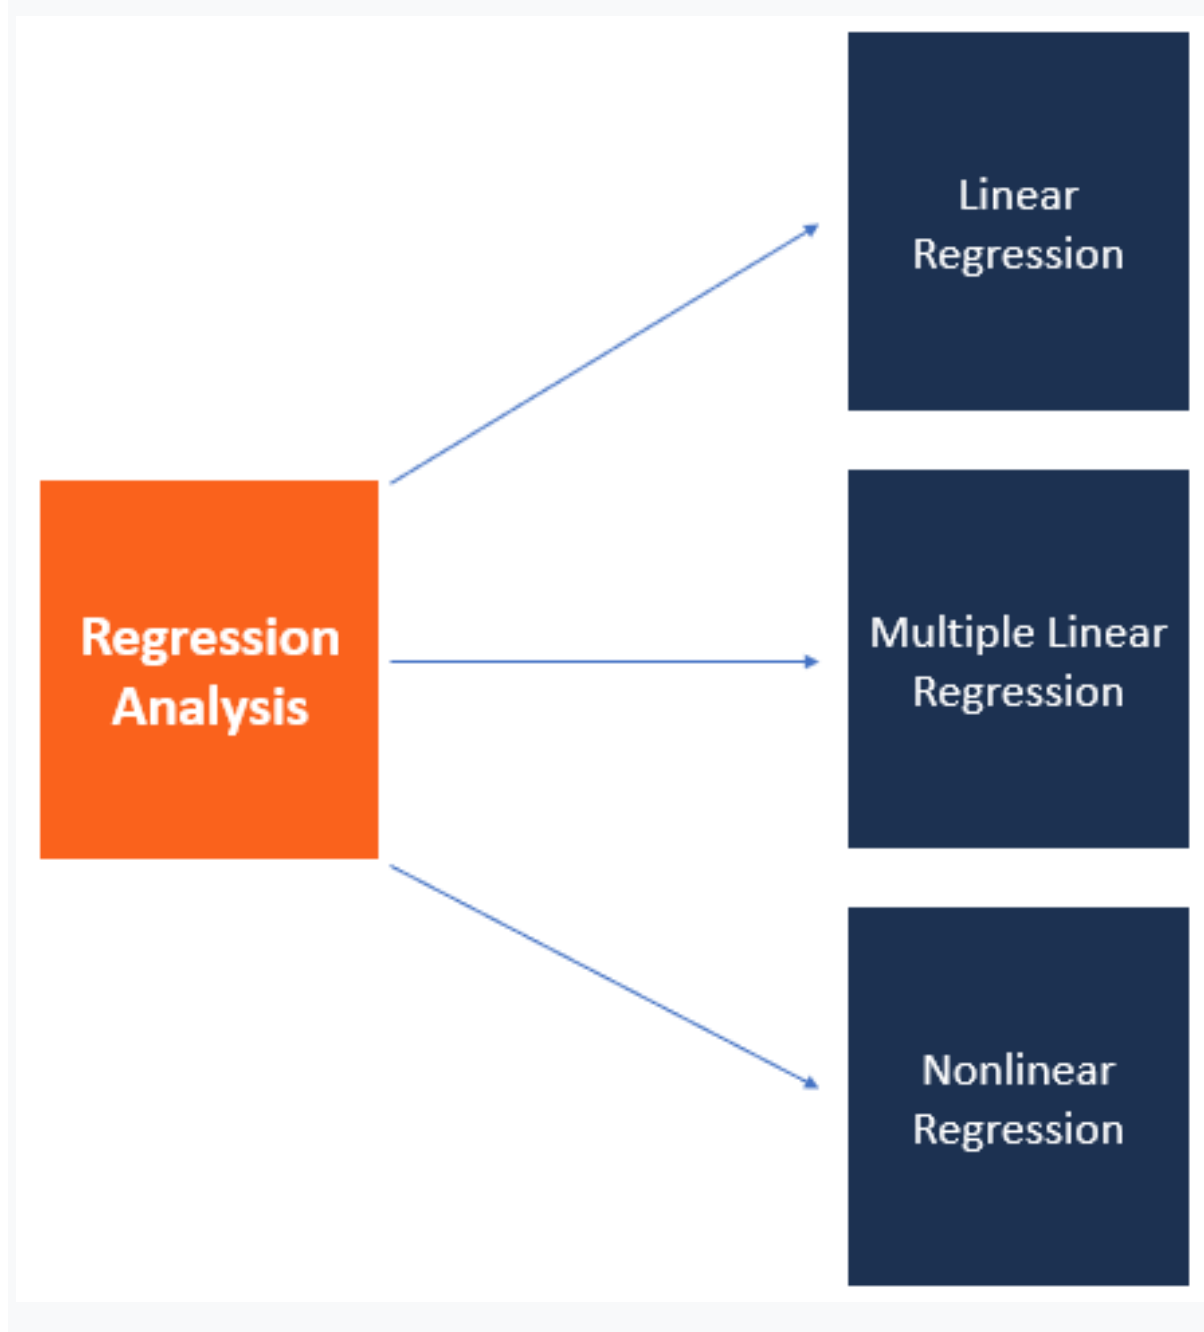 Linear
Regression
Regression
Analysis
Multiple Linear
Regression
Nonlinear
Regression